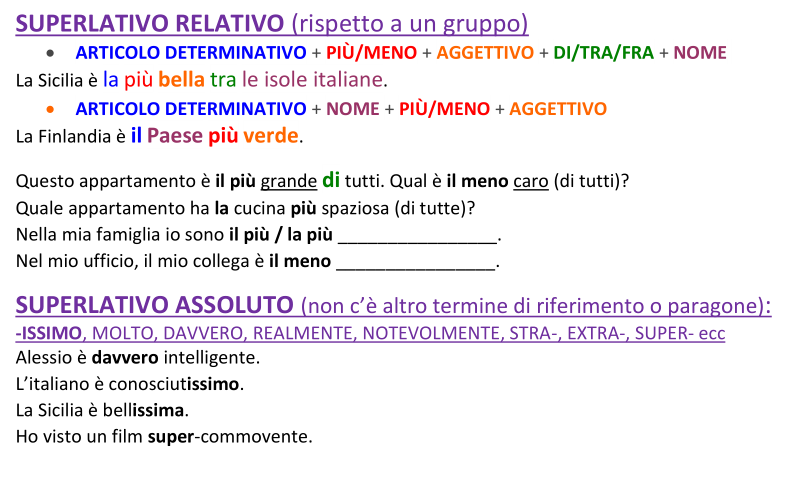 SUPERLATIVO RELATIVO (rispetto a un gruppo)
• ARTICOLO DETERMINATIVO + PIÙ/MENO + AGGETTIVO + DI/TRA/FRA + NOME
La Sicilia è la più bella tra le isole italiane.
• ARTICOLO DETERMINATIVO + NOME + PIÙ/MENO + AGGETTIVO
La Finlandia è il Paese più verde.
Questo appartamento è il più grande di tutti. Qual è il meno caro (di tutti)?
Quale appartamento ha la cucina più spaziosa (di tutte)?
Nella mia famiglia io sono il più / la più ________________.
Nel mio ufficio, il mio collega è il meno ________________.
SUPERLATIVO ASSOLUTO (non c’è altro termine di riferimento o paragone):
-ISSIMO, MOLTO, DAVVERO, REALMENTE, NOTEVOLMENTE, STRA-, EXTRA-, SUPER- ecc
Alessio è davvero intelligente.
L’italiano è conosciutissimo.
La Sicilia è bellissima.
Ho visto un film super-commovente.